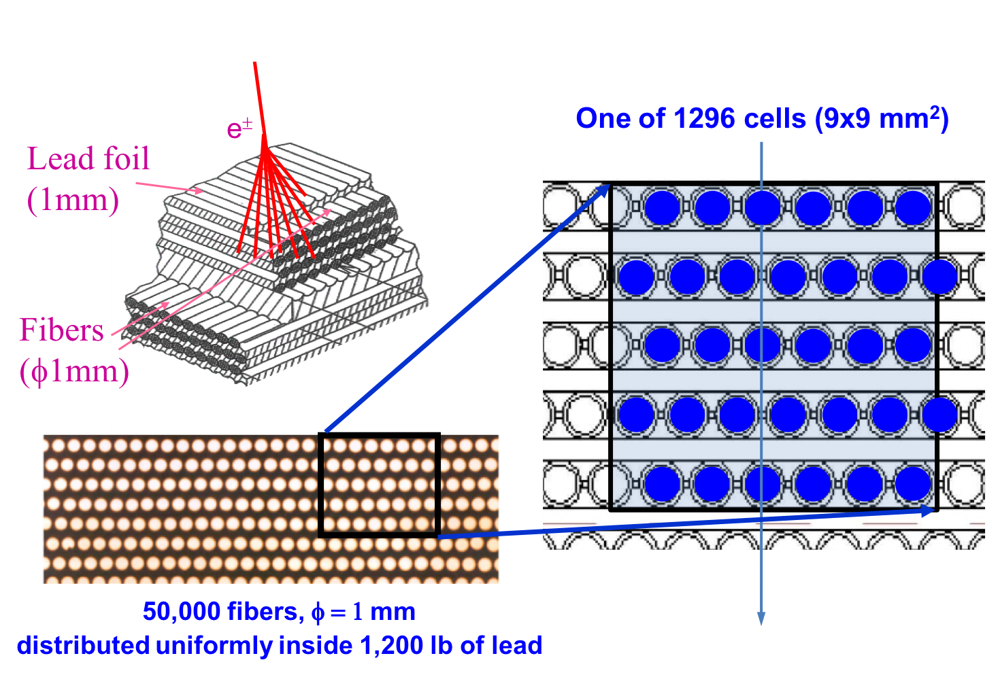 One of 1296 cells (9x9 mm²)
e±
Lead foil
(1mm)
Fibers
(ϕ1mm)
50,000 fibers, ϕ = 1 mm
distributed uniformly inside 1,200 lb of lead